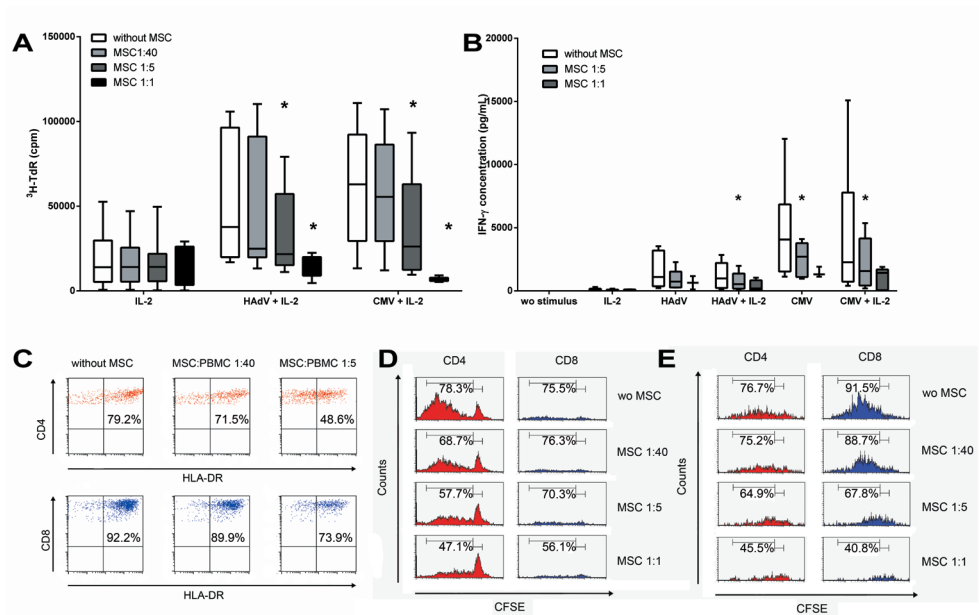 A
150000
100000
50000
0
³H-TdR (cpm)
without MSC
MSC1:40
MSC 1:5
MSC 1:1
*
*
*
*
IL-2
HAdV + IL-2
CMV + IL-2
B
20000
15000
10000
5000
0
IFN-γ concentration (pg/mL)
without MSC
MSC 1:5
MSC 1:1
*
*
*
wo stimulus
IL-2
HAdV
HAdV + IL-2
CMV
CMV + IL-2
C
without MSC
MSC:PBMC 1:40
MSC:PBMC 1:5
CD4
79.2%
71.5%
48.6%
HLA-DR
CD8
92.2%
89.9%
73.9%
HLA-DR
D
CD4
CD8
78.3%
75.5%
wo MSC
68.7%
76.3%
MSC 1:40
57.7%
70.3%
MSC 1:5
47.1%
56.1%
MSC 1:1
Counts
CFSE
E
CD4
CD8
76.7%
91.5%
wo MSC
75.2%
88.7%
MSC 1:40
64.9%
67.8%
MSC 1:5
45.5%
40.8%
MSC 1:1
Counts
CFSE